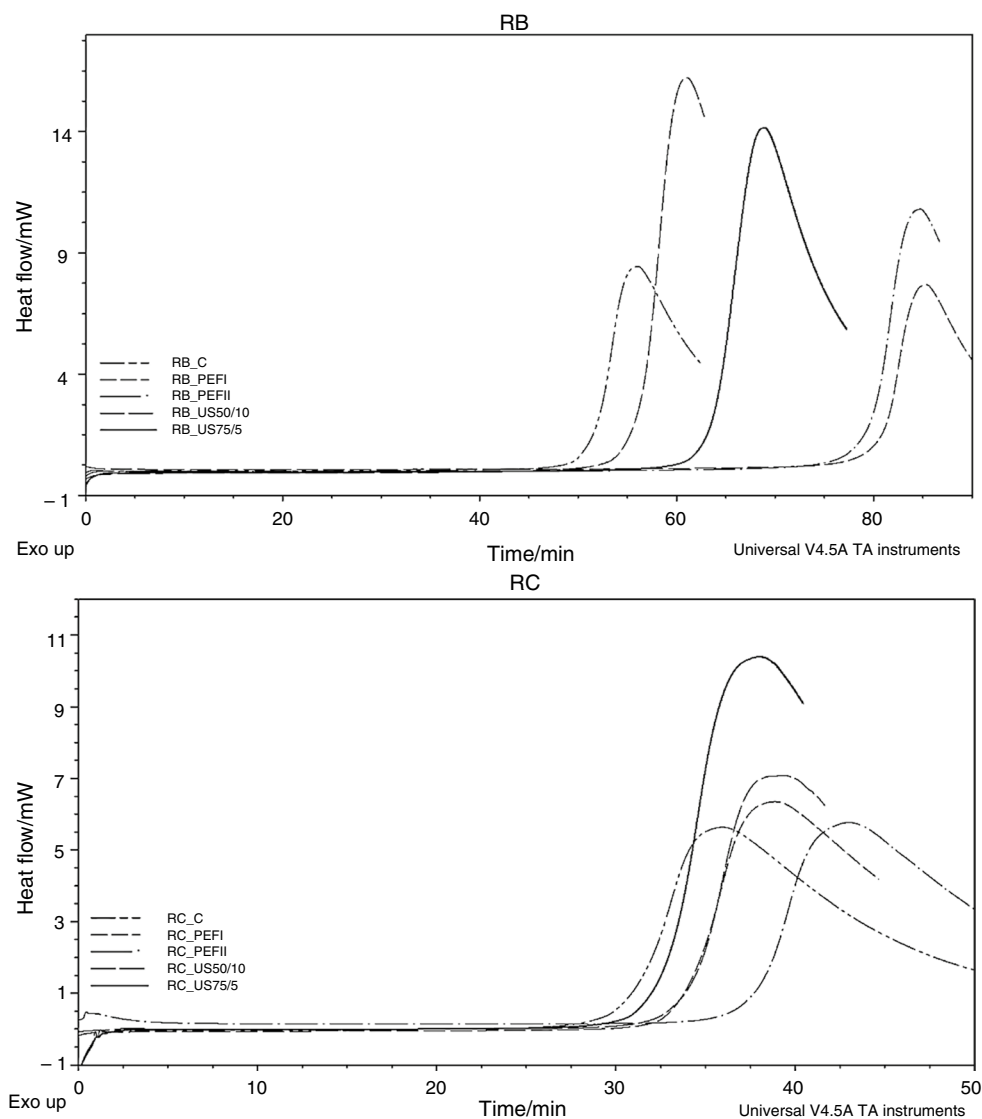 RB
Heat flow/mW
14
9
4
– 1
RB_C
RB_PEFI
RB_PEFII
RB_US50/10
RB_US75/5
0 20 40 60 80
Exo up
Time/min
Universal V4.5A TA instruments
RC
Heat flow/mW
11
9
7
5
3
1
– 1
RC_C
RC_PEFI
RC_PEFII
RC_US50/10
RC_US75/5
0 10 20 30 40 50
Exo up
Time/min
Universal V4.5A TA instruments